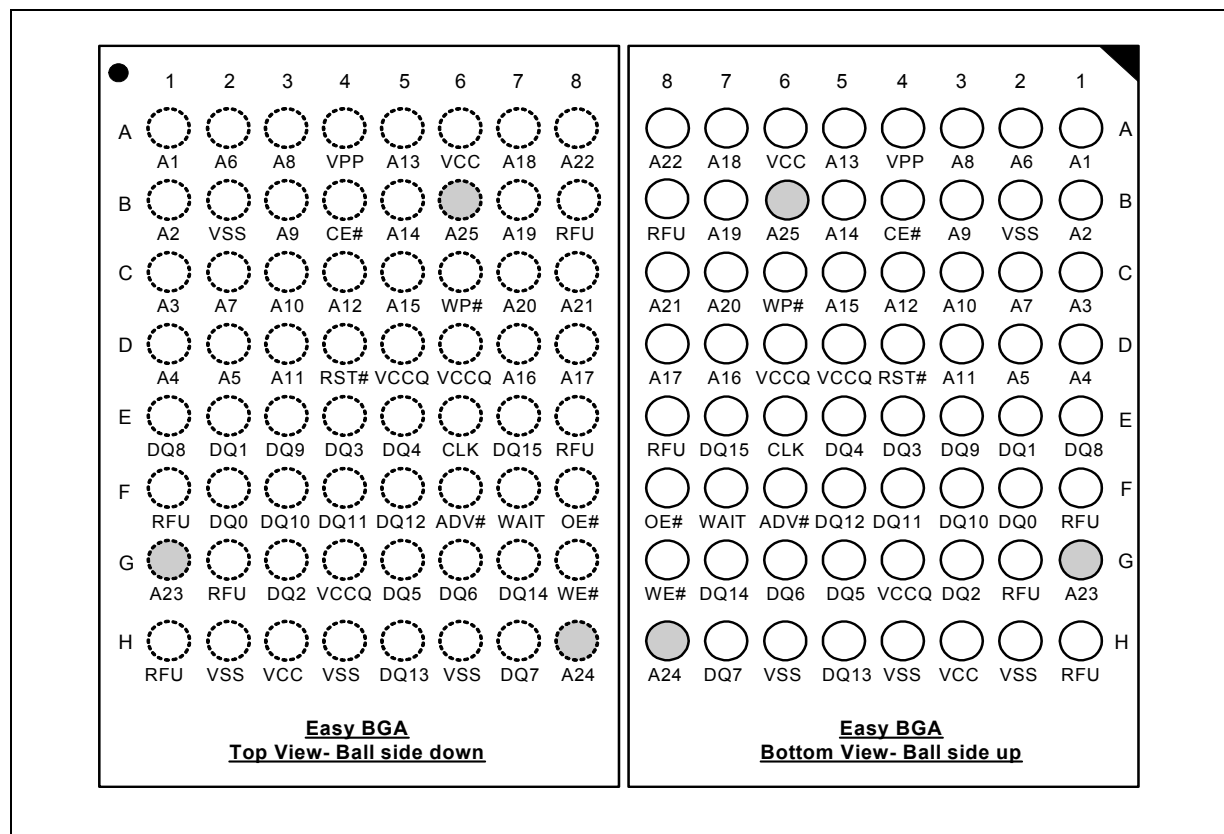 1 2 3 4 5 6 7 8
A
A1 A6 A8 VPP A13 VCC A18 A22
B
A2 VSS A9 CE# A14 A25 A19 RFU
C
A3 A7 A10 A12 A15 WP# A20 A21
D
A4 A5 A11 RST# VCCQ VCCQ A16 A17
E
DQ8 DQ1 DQ9 DQ3 DQ4 CLK DQ15 RFU
F
RFU DQ0 DQ10 DQ11 DQ12 ADV# WAIT OE#
G
A23 RFU DQ2 VCCQ DQ5 DQ6 DQ14 WE#
H
RFU VSS VCC VSS DQ13 VSS DQ7 A24
Easy BGA
Top View- Ball side down
8 7 6 5 4 3 2 1
A
A22 A18 VCC A13 VPP A8 A6 A1
B
RFU A19 A25 A14 CE# A9 VSS A2
C
A21 A20 WP# A15 A12 A10 A7 A3
D
A17 A16 VCCQ VCCQ RST# A11 A5 A4
E
RFU DQ15 CLK DQ4 DQ3 DQ9 DQ1 DQ8
F
OE# WAIT ADV# DQ12 DQ11 DQ10 DQ0 RFU
G
WE# DQ14 DQ6 DQ5 VCCQ DQ2 RFU A23
H
A24 DQ7 VSS DQ13 VSS VCC VSS RFU
Easy BGA
Bottom View- Ball side up